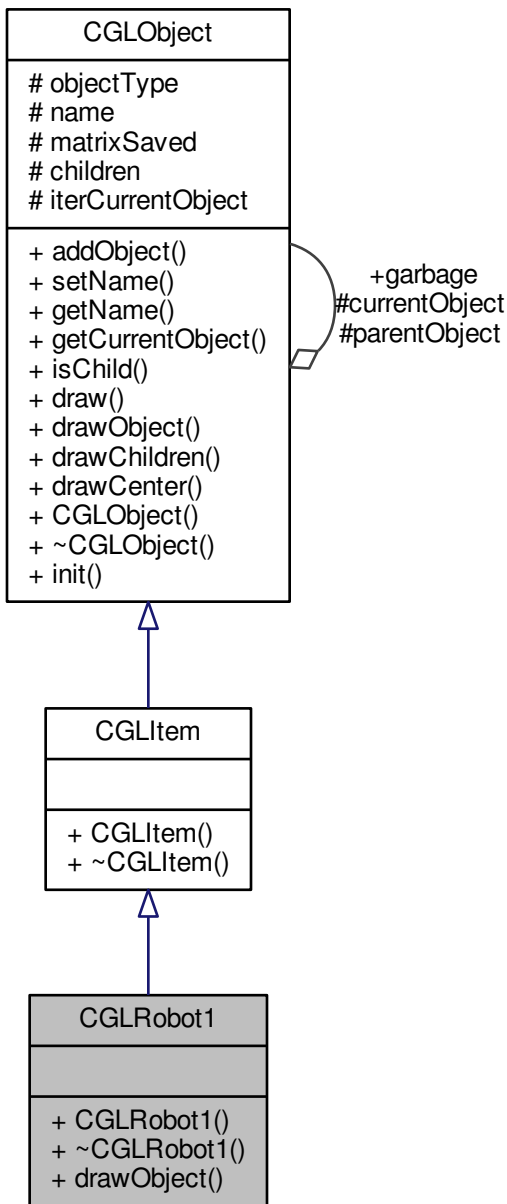 CGLObject
# objectType
# name
# matrixSaved
# children
# iterCurrentObject
+ addObject()
+ setName()
+ getName()
+ getCurrentObject()
+ isChild()
+ draw()
+ drawObject()
+ drawChildren()
+ drawCenter()
+ CGLObject()
+ ~CGLObject()
+ init()
+garbage
#currentObject
#parentObject
CGLItem
+ CGLItem()
+ ~CGLItem()
CGLRobot1
+ CGLRobot1()
+ ~CGLRobot1()
+ drawObject()